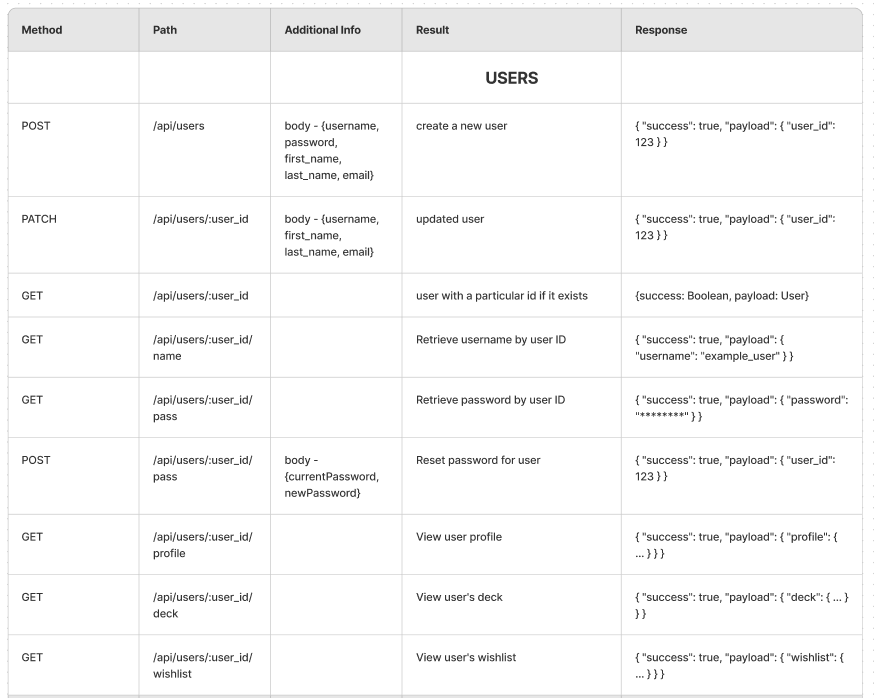 Method Path Additional Info Result Response
USERS
POST /api/users body - {username, create a new user { "success": true, "payload": { "user_id":
password, 123 } }
first_name,
last_name, email}
PATCH /api/users/:user_id body - {username, updated user { "success": true, "payload": { "user_id":
first_name, 123 } }
last_name, email}
GET /api/users/:user_id user with a particular id if it exists {success: Boolean, payload: User}
GET /api/users/:user_id/ Retrieve username by user ID { "success": true, "payload": {
name "username": "example_user" } }
GET /api/users/:user_id/ Retrieve password by user ID { "success": true, "payload": { "password":
pass "********" } }
POST /api/users/:user_id/ body - Reset password for user { "success": true, "payload": { "user_id":
pass {currentPassword, 123 } }
newPassword}
GET /api/users/:user_id/ View user profile { "success": true, "payload": { "profile": {
profile ... } } }
GET /api/users/:user_id/ View user's deck { "success": true, "payload": { "deck": { ... }
deck } }
GET /api/users/:user_id/ View user's wishlist { "success": true, "payload": { "wishlist": {
wishlist ... } } }